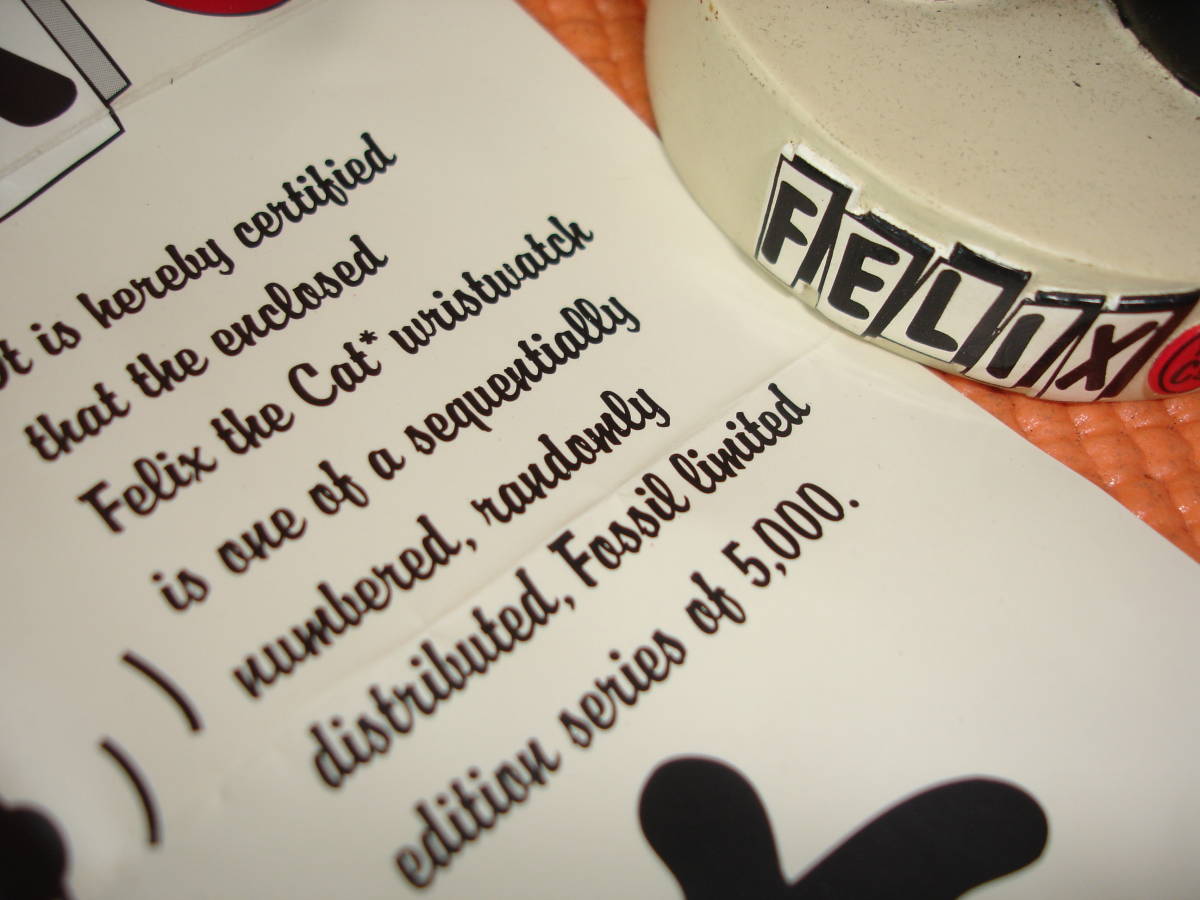 It is hereby certified
that the enclosed
Felix the Cat* wristwatch
is one of a sequentially
numbered, randomly
distributed, Fossil limited
edition series of 5,000.
FELIX